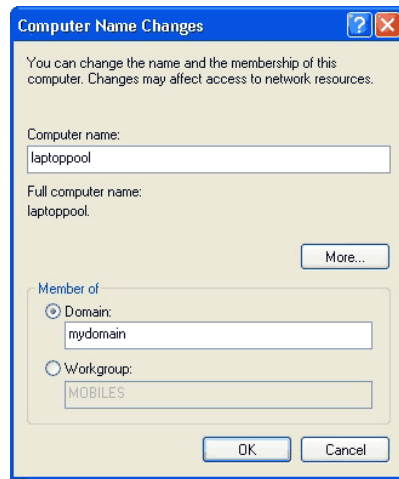 Computer Name Changes
You can change the name and the membership of this
computer. Changes may affect access to network resources.
Computer name:
laptoppool
Full computer name:
laptoppool.
More...
Member of
Domain:
mydomain
Workgroup:
MOBILES
OK
Cancel